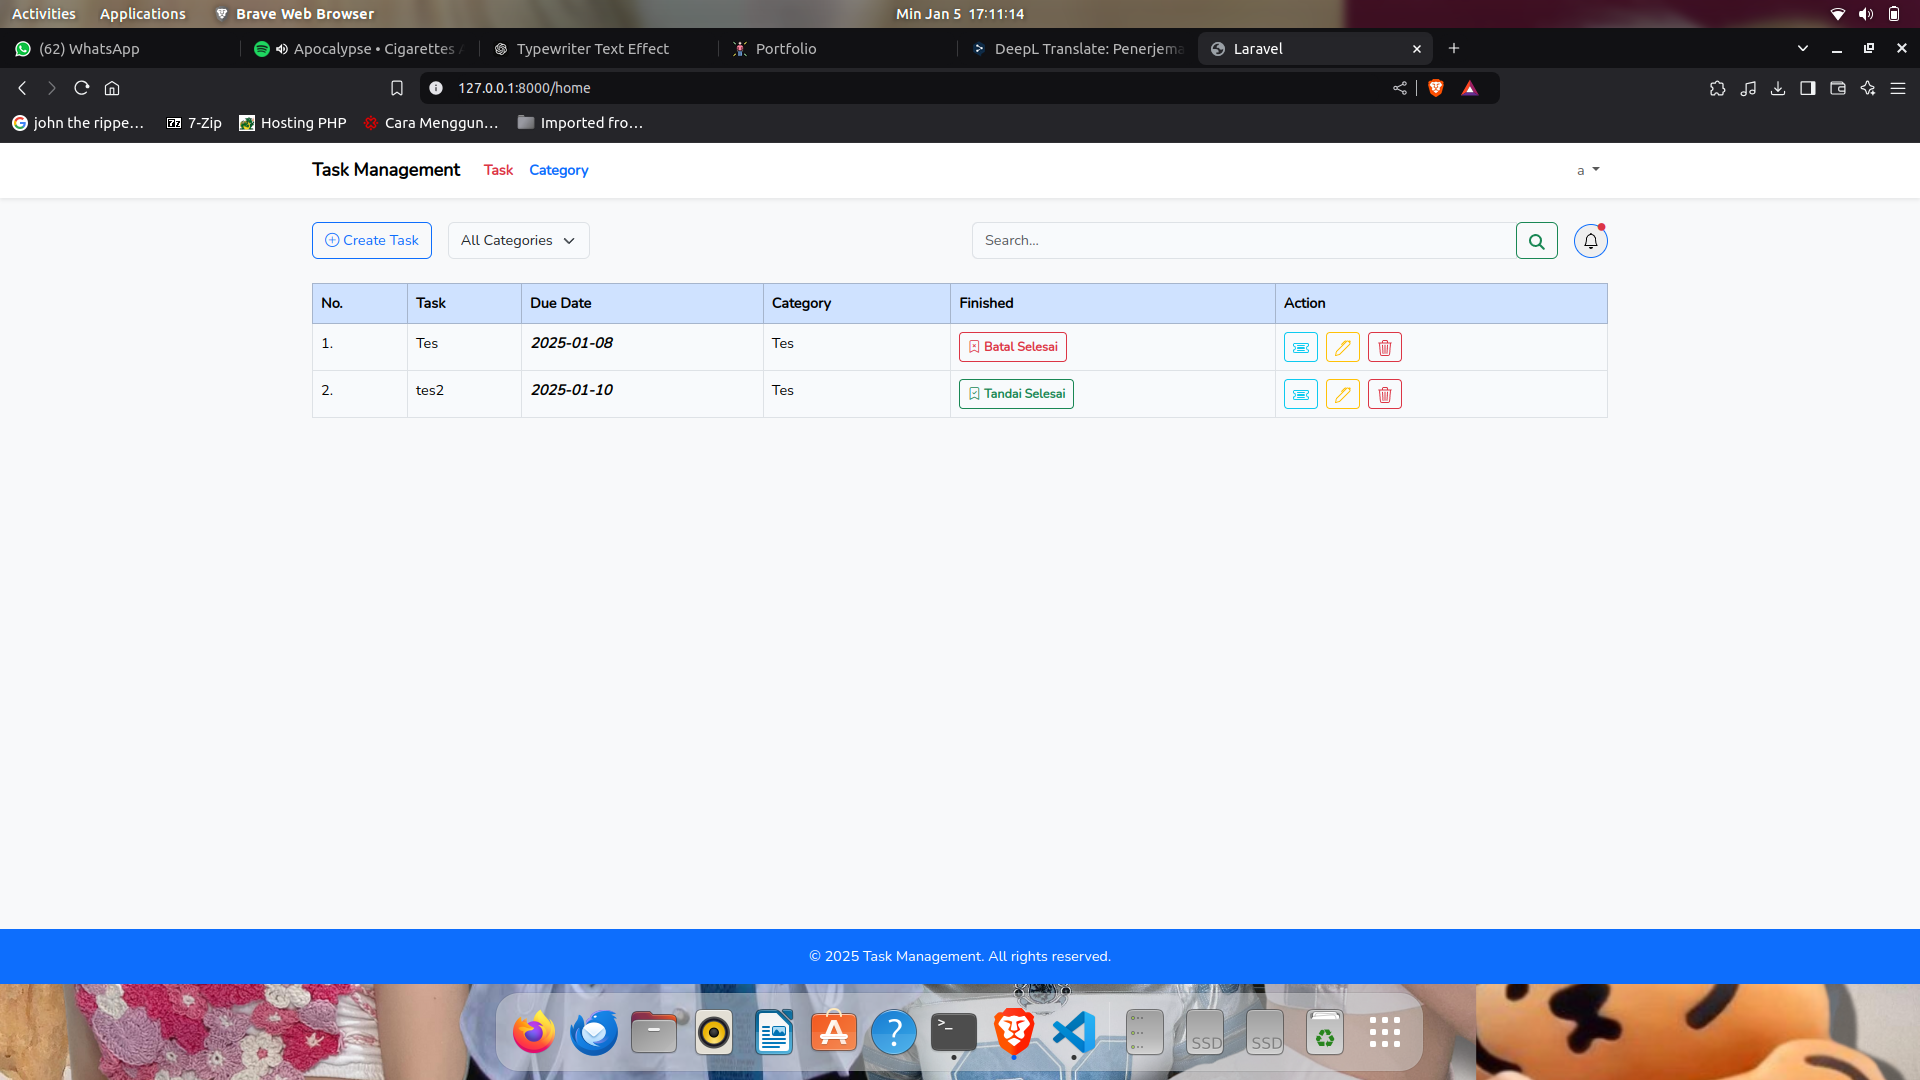 Activities Applications Brave Web Browser Min Jan 5 17:11:14
(62) WhatsApp Apocalypse • Cigarettes Typewriter Text Effect Portfolio DeepL Translate: Penerjema Laravel
127.0.0.1:8000/home
john the rippe... 7-Zip Hosting PHP Cara Menggun... Imported fro...
Task Management Task Category a
Create Task All Categories Search...
No. Task Due Date Category Finished Action
1. Tes 2025-01-08 Tes Batal Selesai
2. tes2 2025-01-10 Tes Tandai Selesai
© 2025 Task Management. All rights reserved.
SSD SSD